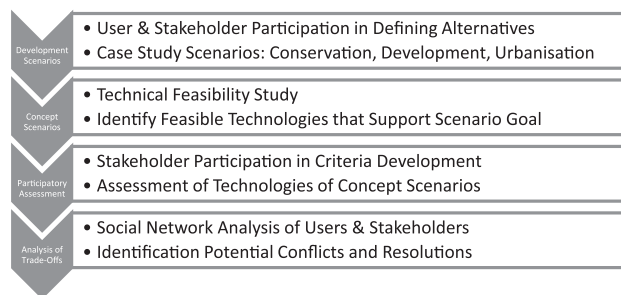 Development
Scenarios
• User & Stakeholder Participation in Defining Alternatives
• Case Study Scenarios: Conservation, Development, Urbanisation
Concept
Scenarios
• Technical Feasibility Study
• Identify Feasible Technologies that Support Scenario Goal
Participatory
Assessment
• Stakeholder Participation in Criteria Development
• Assessment of Technologies of Concept Scenarios
Analysis of
Trade-Offs
• Social Network Analysis of Users & Stakeholders
• Identification Potential Conflicts and Resolutions